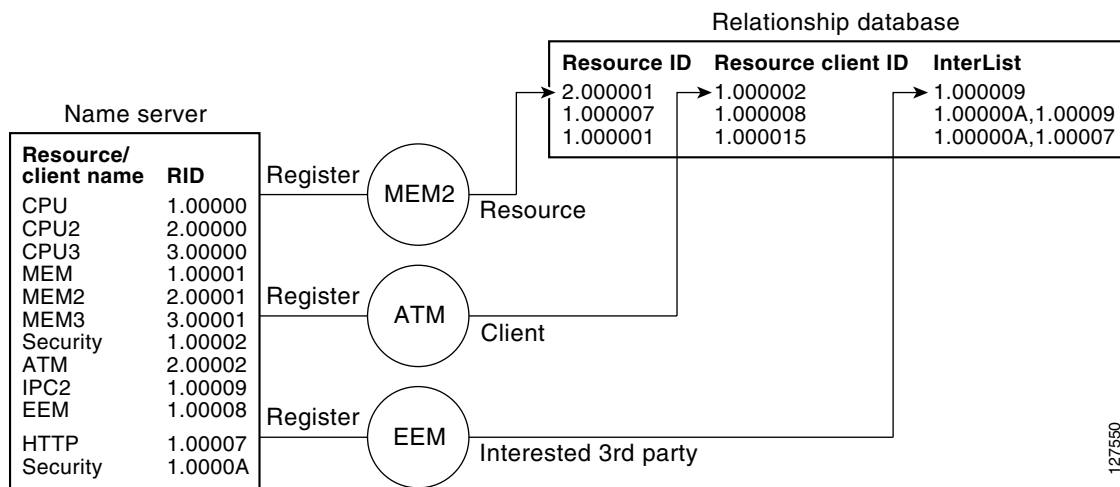 Relationship database
Resource ID Resource client ID InterList
2.000001 1.000002 1.000009
1.000007 1.000008 1.00000A,1.00009
1.000001 1.000015 1.00000A,1.00007
Name server
Resource/
client name RID
CPU 1.00000
CPU2 2.00000
CPU3 3.00000
MEM 1.00001
MEM2 2.00001
MEM3 3.00001
Security 1.00002
ATM 2.00002
IPC2 1.00009
EEM 1.00008
HTTP 1.00007
Security 1.0000A
Register
MEM2
Resource
Register
ATM
Client
Register
EEM
Interested 3rd party
127550